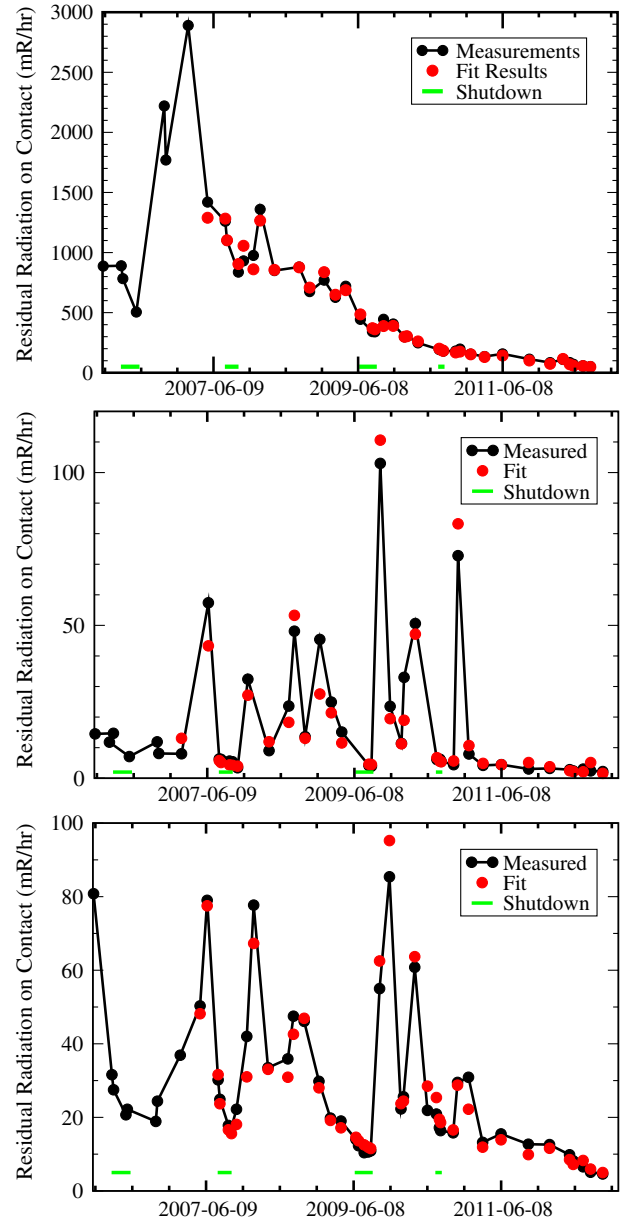 Residual Radiation on Contact (mR/hr)
3000
2500
2000
1500
1000
500
0
Measurements
Fit Results
Shutdown
2007-06-09
2009-06-08
2011-06-08
Residual Radiation on Contact (mR/hr)
100
50
0
Measured
Fit
Shutdown
2007-06-09
2009-06-08
2011-06-08
Residual Radiation on Contact (mR/hr)
100
80
60
40
20
0
Measured
Fit
Shutdown
2007-06-09
2009-06-08
2011-06-08